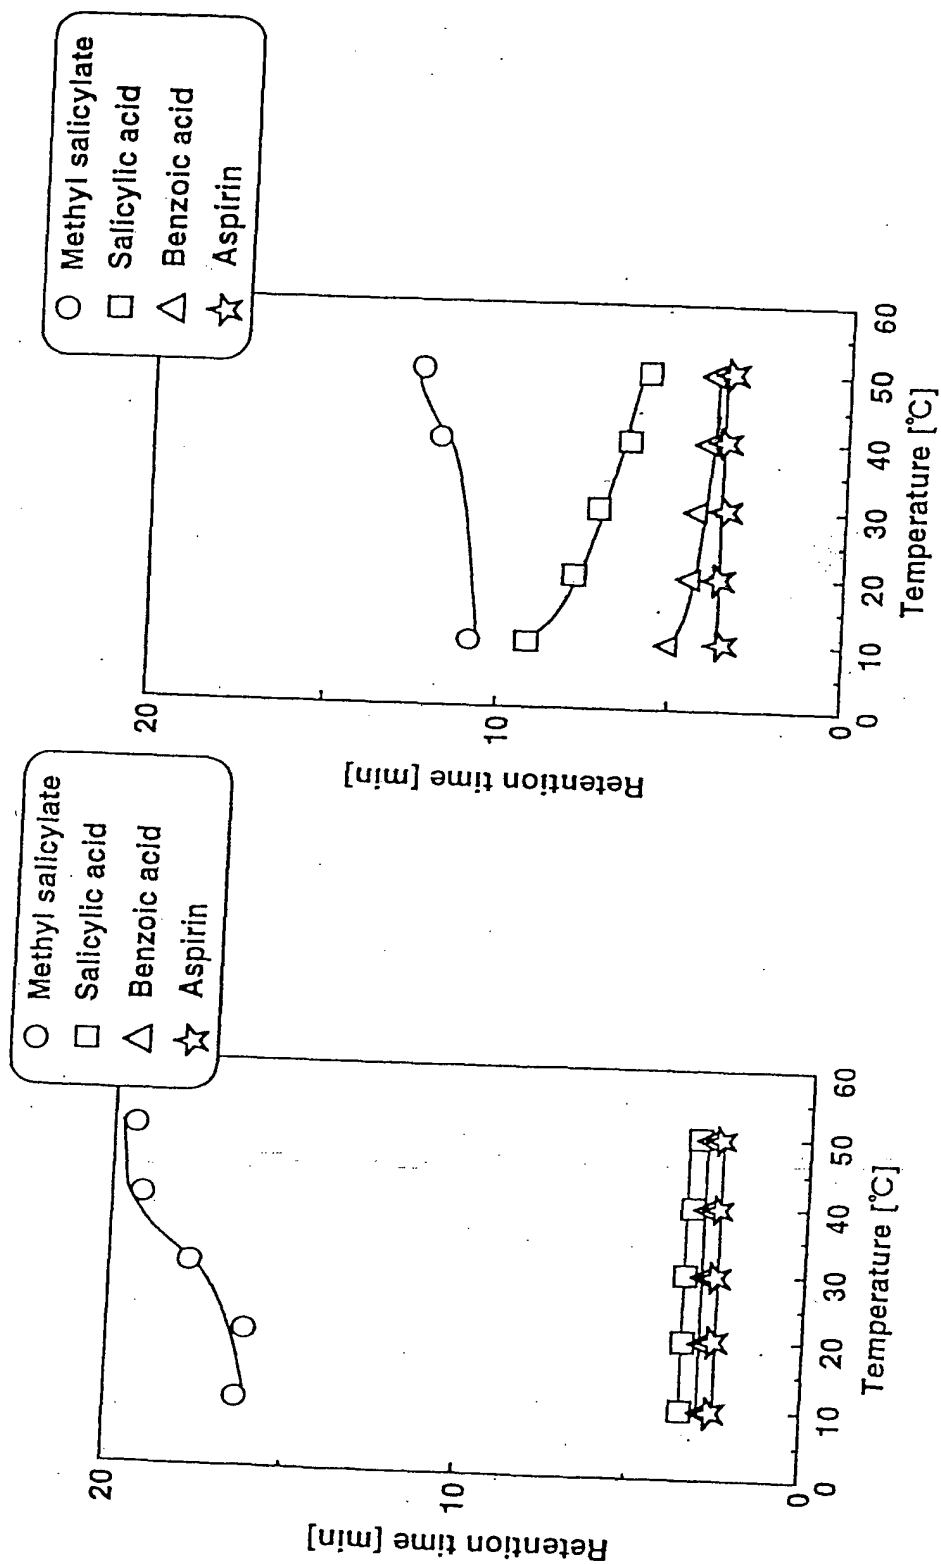 Methyl salicylate
Salicylic acid
Benzoic acid
Aspirin
20
10
0
Retention time [min]
0
10
20
30
40
50
60
Temperature [℃]
Methyl salicylate
Salicylic acid
Benzoic acid
Aspirin
20
10
0
Retention time [min]
0
10
20
30
40
50
60
Temperature [℃]